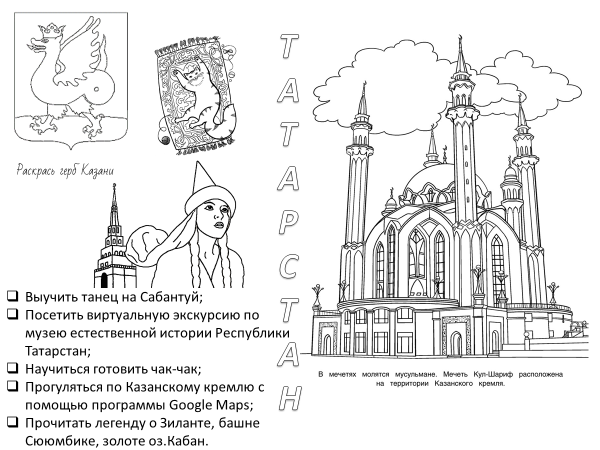 Раскрась герб Казани
❑ Выучить танец на Сабантуй;
❑ Посетить виртуальную экскурсию по
музею естественной истории Республики
Татарстан;
❑ Научиться готовить чак-чак;
❑ Прогуляться по Казанскому кремлю с
помощью программы Google Maps;
❑ Прочитать легенду о Зиланте, башне
Сююмбике, золоте оз.Кабан.
ТАТАРСТАН
В мечетях молятся мусульмане. Мечеть Кул-Шариф расположена
на территории Казанского кремля.